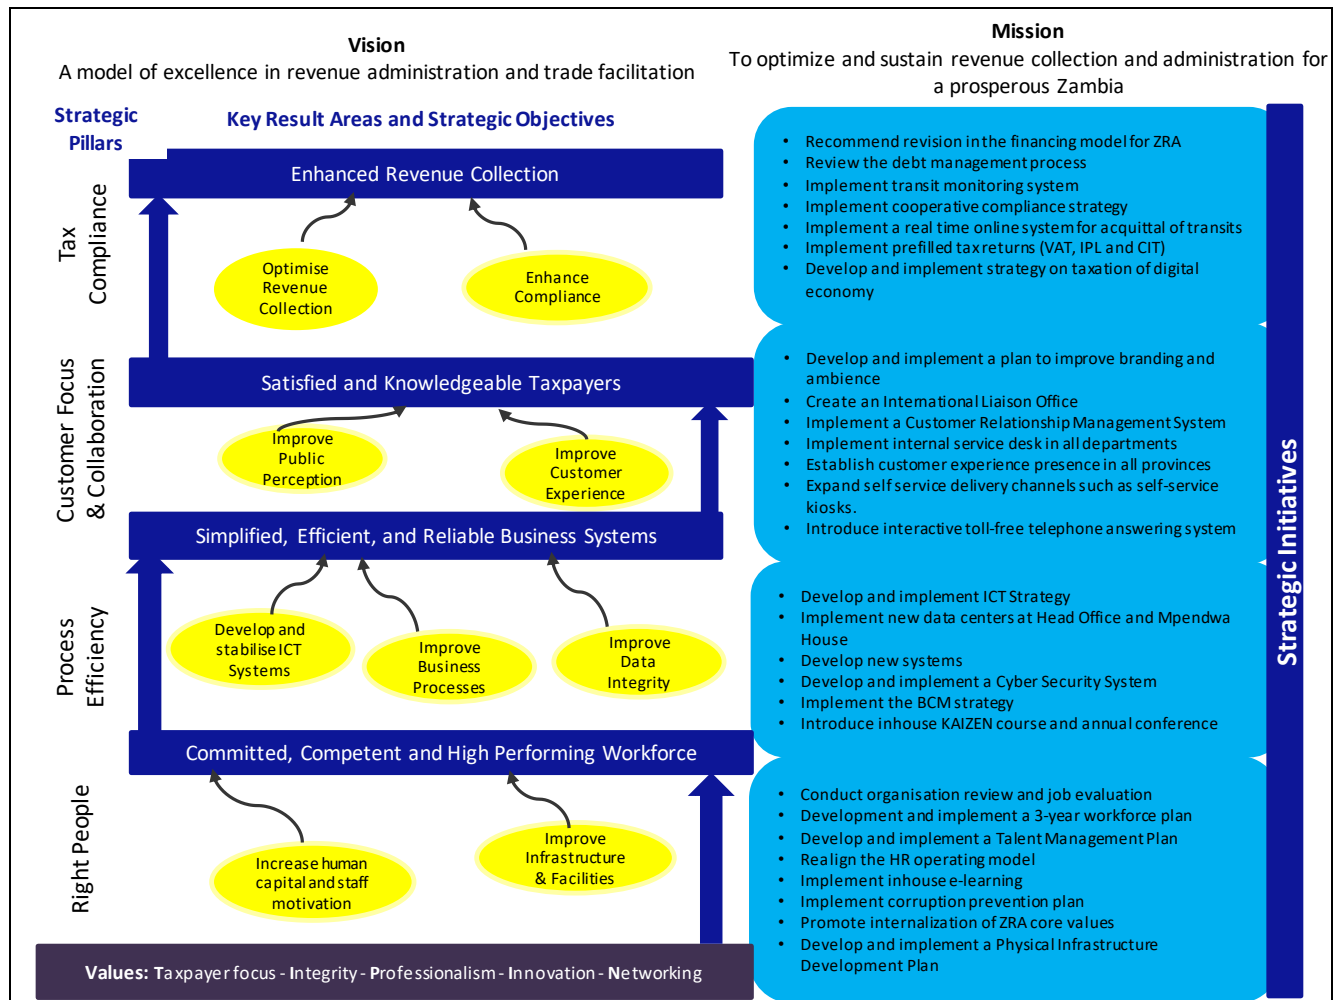 Vision
A model of excellence in revenue administration and trade facilitation
Mission
To optimize and sustain revenue collection and administration for
a prosperous Zambia
Strategic
Pillars
Key Result Areas and Strategic Objectives
Tax
Compliance
Enhanced Revenue Collection
Optimise
Revenue
Collection
Enhance
Compliance
• Recommend revision in the financing model for ZRA
• Review the debt management process
• Implement transit monitoring system
• Implement cooperative compliance strategy
• Implement a real time online system for acquittal of transits
• Implement prefilled tax returns (VAT, IPL and CIT)
• Develop and implement strategy on taxation of digital
economy
Customer Focus
& Collaboration
Satisfied and Knowledgeable Taxpayers
Improve
Public
Perception
Improve
Customer
Experience
• Develop and implement a plan to improve branding and
ambience
• Create an International Liaison Office
• Implement a Customer Relationship Management System
• Implement internal service desk in all departments
• Establish customer experience presence in all provinces
• Expand self service delivery channels such as self-service
kiosks.
• Introduce interactive toll-free telephone answering system
Process
Efficiency
Simplified, Efficient, and Reliable Business Systems
Develop and
stabilise ICT
Systems
Improve
Business
Processes
Improve
Data
Integrity
• Develop and implement ICT Strategy
• Implement new data centers at Head Office and Mpendwa
House
• Develop new systems
• Develop and implement a Cyber Security System
• Implement the BCM strategy
• Introduce inhouse KAIZEN course and annual conference
Right People
Committed, Competent and High Performing Workforce
Increase human
capital and staff
motivation
Improve
Infrastructure
& Facilities
• Conduct organisation review and job evaluation
• Development and implement a 3-year workforce plan
• Develop and implement a Talent Management Plan
• Realign the HR operating model
• Implement inhouse e-learning
• Implement corruption prevention plan
• Promote internalization of ZRA core values
• Develop and implement a Physical Infrastructure
Development Plan
Strategic Initiatives
Values: Taxpayer focus - Integrity - Professionalism - Innovation - Networking